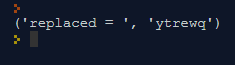 >
('replaced = ', 'ytrewq')
>